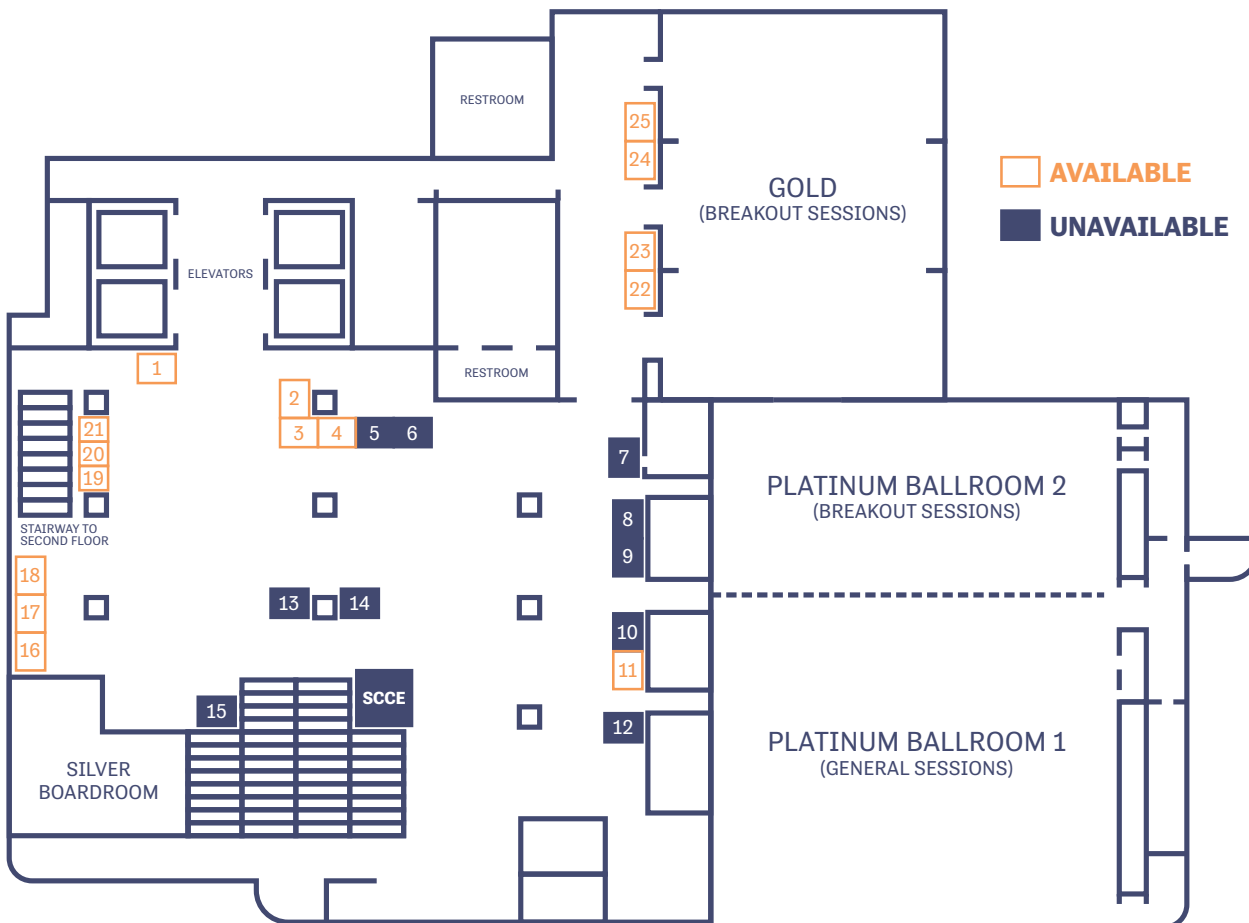 RESTROOM
25
24
GOLD
(BREAKOUT SESSIONS)
AVAILABLE
UNAVAILABLE
23
22
ELEVATORS
1
RESTROOM
2
3
4
5
6
21
20
19
7
PLATINUM BALLROOM 2
(BREAKOUT SESSIONS)
8
9
STAIRWAY TO
SECOND FLOOR
18
17
16
13
14
10
11
SCCE
15
12
PLATINUM BALLROOM 1
(GENERAL SESSIONS)
SILVER
BOARDROOM